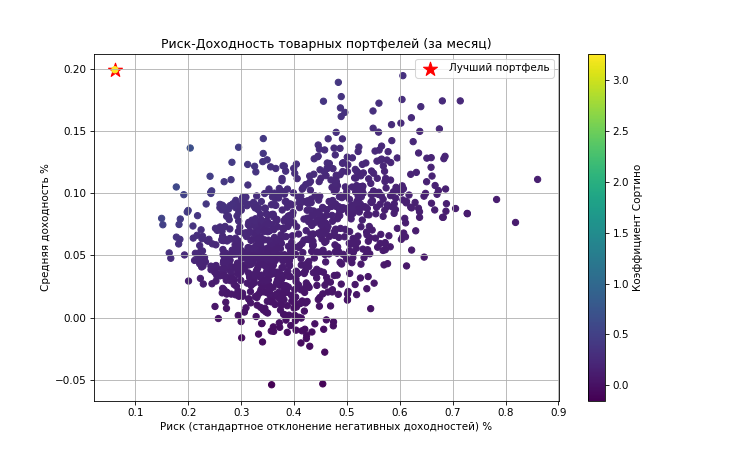 Риск-Доходность товарных портфелей (за месяц)
Лучший портфель
Средняя доходность %
0.20
0.15
0.10
0.05
0.00
−0.05
0.1 0.2 0.3 0.4 0.5 0.6 0.7 0.8 0.9
Риск (стандартное отклонение негативных доходностей) %
3.0
2.5
2.0
1.5
1.0
0.5
0.0
Коэффициент Сортино